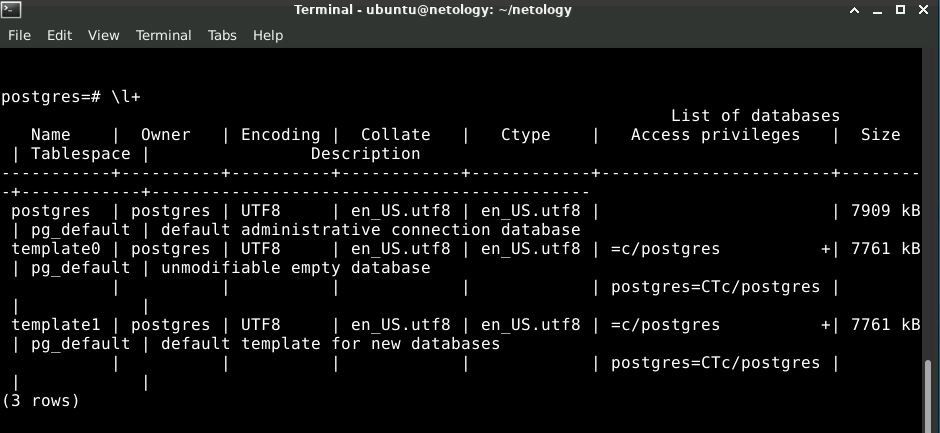 Terminal - ubuntu@netology: ~/netology
File Edit View Terminal Tabs Help
postgres=# \l+
                                                                   List of databases
   Name    |  Owner   | Encoding |  Collate   |   Ctype    |   Access privileges   |  Size
 | Tablespace |                Description
-----------+----------+----------+------------+------------+-----------------------+--------
-+------------+--------------------------------------------
 postgres  | postgres | UTF8     | en_US.utf8 | en_US.utf8 |                       | 7909 kB
 | pg_default | default administrative connection database
 template0 | postgres | UTF8     | en_US.utf8 | en_US.utf8 | =c/postgres          +| 7761 kB
 | pg_default | unmodifiable empty database
           |          |          |            |            | postgres=CTc/postgres |
 |            |
 template1 | postgres | UTF8     | en_US.utf8 | en_US.utf8 | =c/postgres          +| 7761 kB
 | pg_default | default template for new databases
           |          |          |            |            | postgres=CTc/postgres |
 |            |
(3 rows)